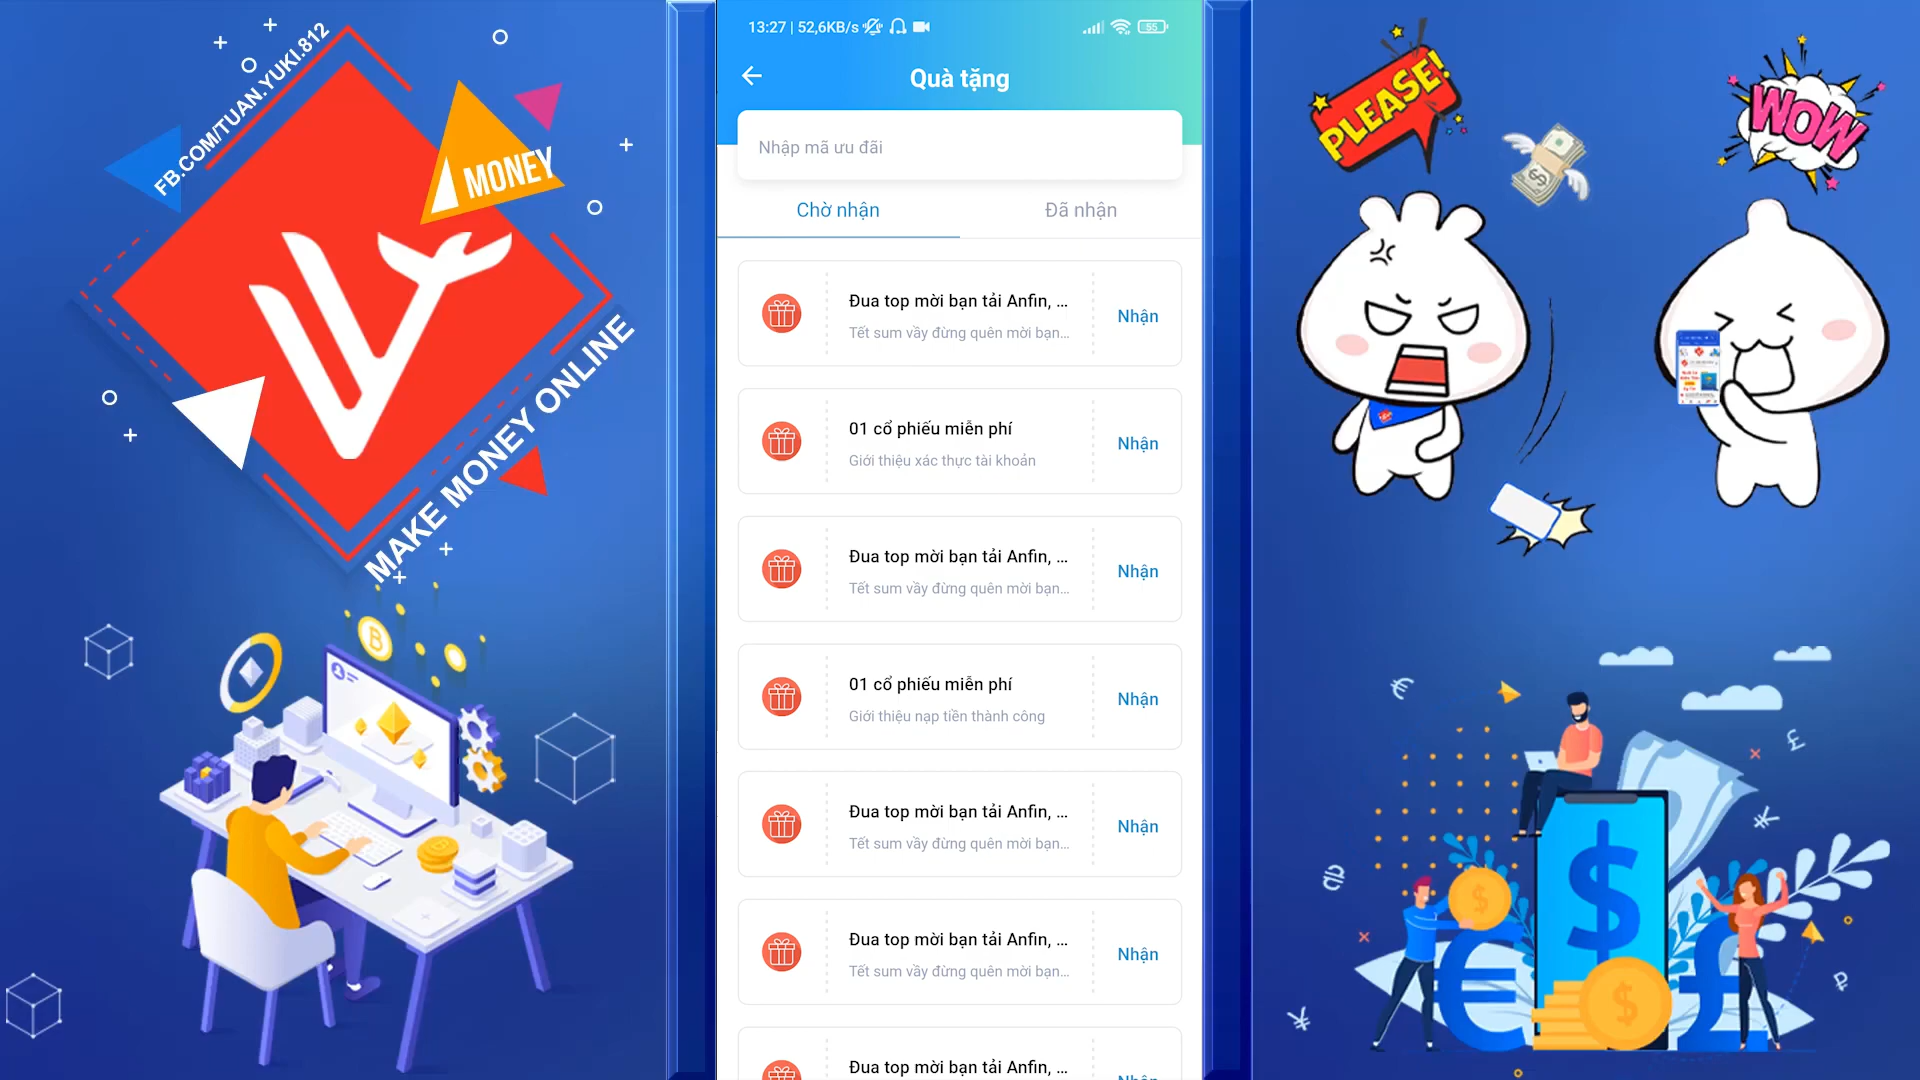 FB.COM/TUAN.YUKI.812
MONEY
MAKE MONEY ONLINE
13:27 | 52,6KB/s
55
Quà tặng
Nhập mã ưu đãi
Chờ nhận
Đã nhận
Đua top mời bạn tải Anfin, ...
Tết sum vầy đừng quên mời bạn...
Nhận
01 cổ phiếu miễn phí
Giới thiệu xác thực tài khoản
Nhận
Đua top mời bạn tải Anfin, ...
Tết sum vầy đừng quên mời bạn...
Nhận
01 cổ phiếu miễn phí
Giới thiệu nạp tiền thành công
Nhận
Đua top mời bạn tải Anfin, ...
Tết sum vầy đừng quên mời bạn...
Nhận
Đua top mời bạn tải Anfin, ...
Tết sum vầy đừng quên mời bạn...
Nhận
Đua top mời bạn tải Anfin, ...
Nhận
PLEASE!
WOW